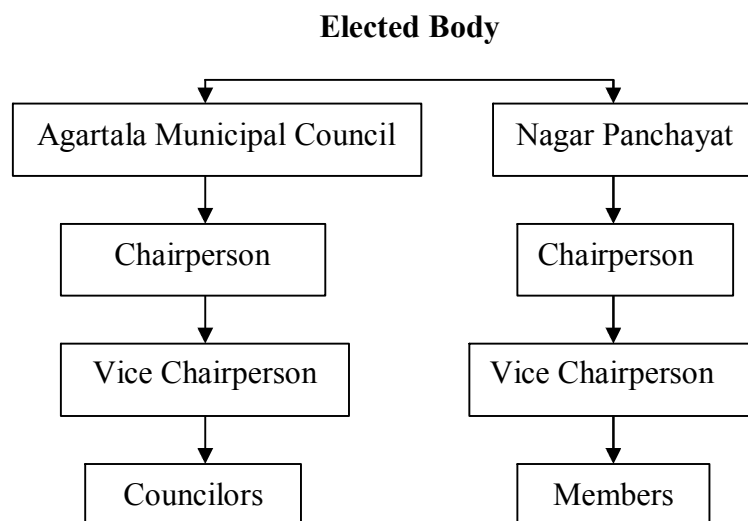 Elected Body
Agartala Municipal Council
Nagar Panchayat
Chairperson
Chairperson
Vice Chairperson
Vice Chairperson
Councilors
Members